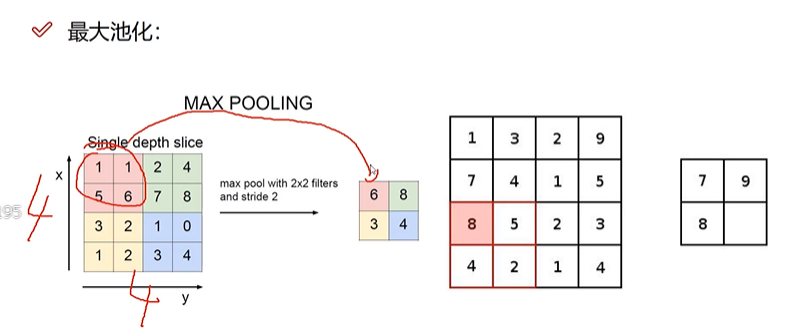 最大池化：
MAX POOLING
Single depth slice
x
1 1 2 4
5 6 7 8
3 2 1 0
1 2 3 4
y
4
4
195
max pool with 2x2 filters
and stride 2
6 8
3 4
1 3 2 9
7 4 1 5
8 5 2 3
4 2 1 4
7 9
8